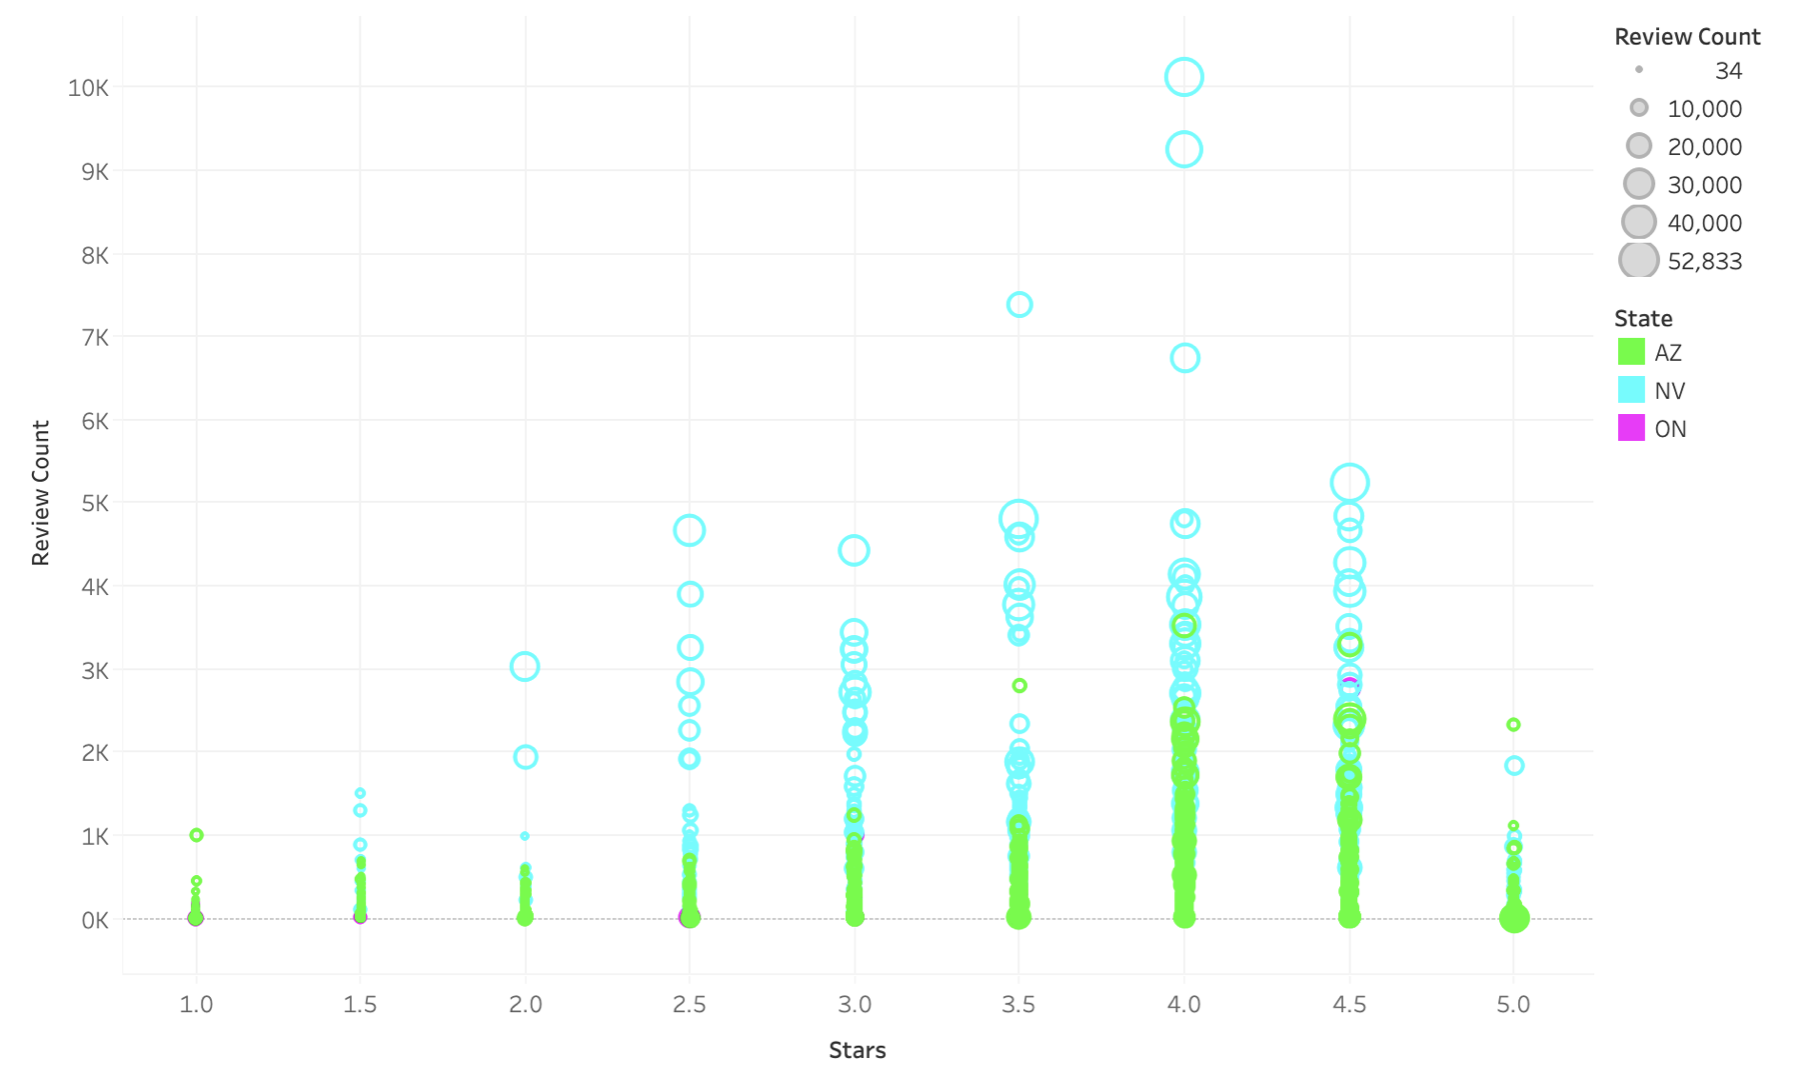 Review Count
34
10,000
20,000
30,000
40,000
52,833
State
AZ
NV
ON
Review Count
10K
9K
8K
7K
6K
5K
4K
3K
2K
1K
0K
1.0 1.5 2.0 2.5 3.0 3.5 4.0 4.5 5.0
Stars